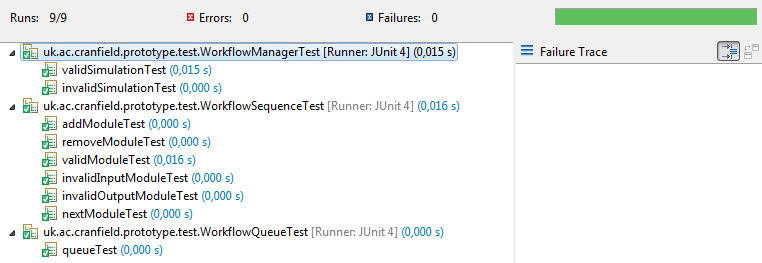 Runs: 9/9 Errors: 0 Failures: 0
uk.ac.cranfield.prototype.test.WorkflowManagerTest [Runner: JUnit 4] (0,015 s)
validSimulationTest (0,015 s)
invalidSimulationTest (0,000 s)
uk.ac.cranfield.prototype.test.WorkflowSequenceTest [Runner: JUnit 4] (0,016 s)
addModuleTest (0,000 s)
removeModuleTest (0,000 s)
validModuleTest (0,016 s)
invalidInputModuleTest (0,000 s)
invalidOutputModuleTest (0,000 s)
nextModuleTest (0,000 s)
uk.ac.cranfield.prototype.test.WorkflowQueueTest [Runner: JUnit 4] (0,000 s)
queueTest (0,000 s)
Failure Trace